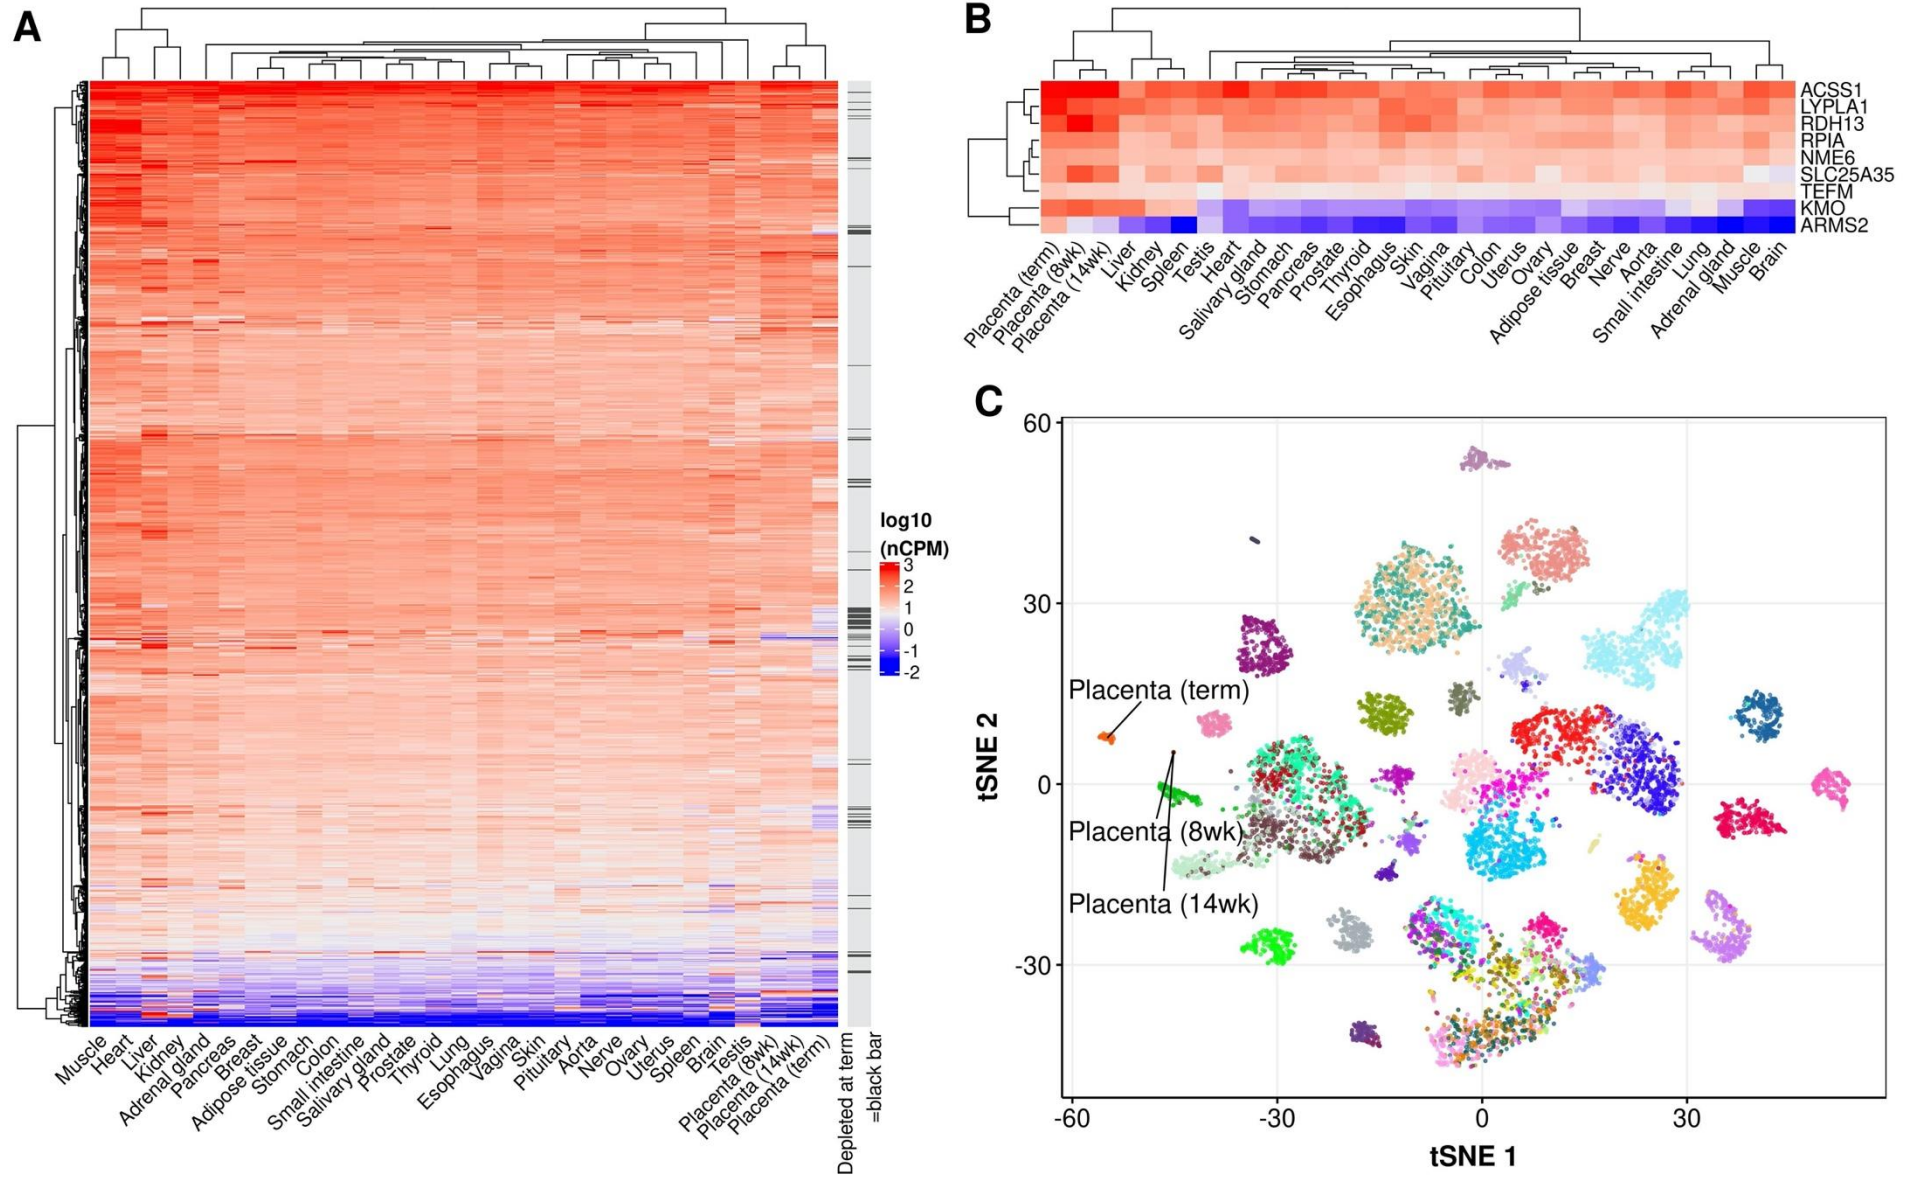 A
log10
(nCPM)
3
2
1
0
-1
-2
Muscle
Heart
Liver
Kidney
Adrenal gland
Pancreas
Breast
Adipose tissue
Stomach
Colon
Small intestine
Salivary gland
Prostate
Thyroid
Lung
Esophagus
Vagina
Skin
Pituitary
Aorta
Nerve
Ovary
Uterus
Spleen
Brain
Testis
Placenta (8wk)
Placenta (14wk)
Placenta (term)
Depleted at term
=black bar
B
ACSS1
LYPLA1
RDH13
RPIA
NME6
SLC25A35
TEFM
KMO
ARMS2
Placenta (term)
Placenta (8wk)
Placenta (14wk)
Liver
Kidney
Spleen
Testis
Heart
Salivary gland
Stomach
Pancreas
Prostate
Thyroid
Esophagus
Skin
Vagina
Pituitary
Colon
Uterus
Ovary
Adipose tissue
Breast
Nerve
Aorta
Small intestine
Lung
Adrenal gland
Muscle
Brain
C
60
30
0
-30
tSNE 2
Placenta (term)
Placenta (8wk)
Placenta (14wk)
-60
-30
0
30
tSNE 1